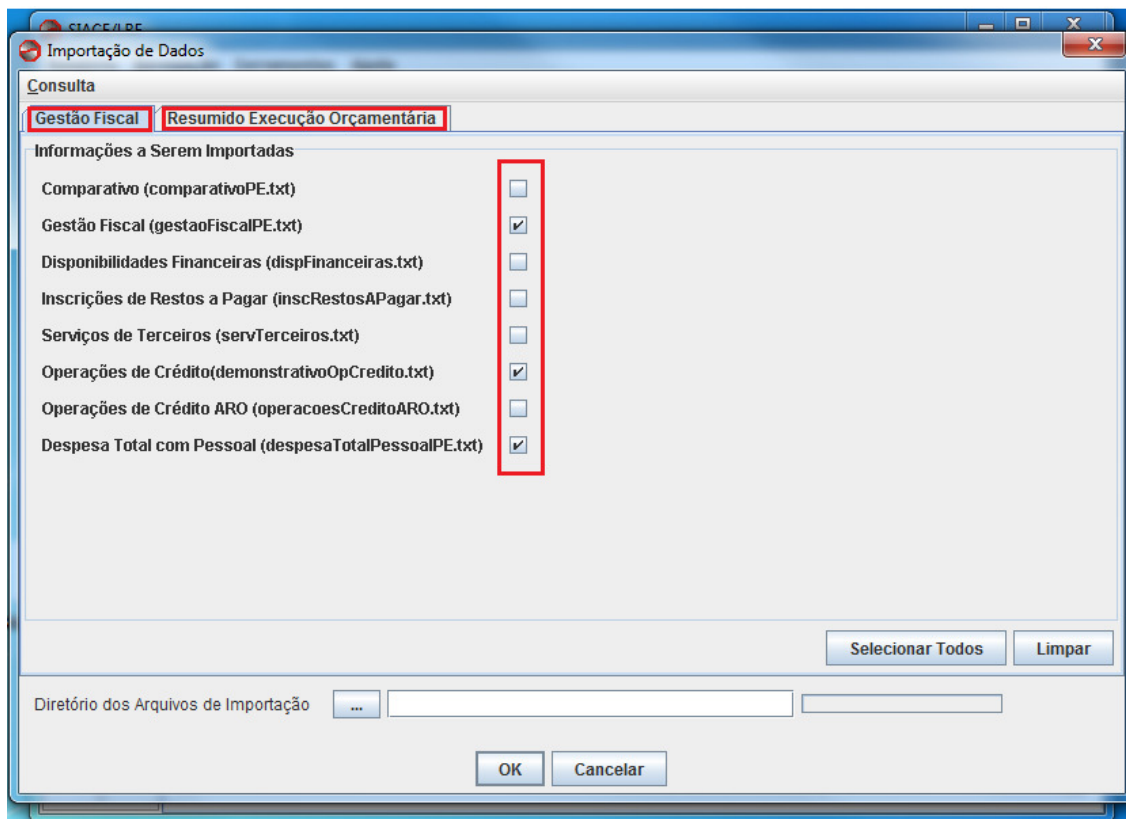 SIACE/LRF
Importação de Dados
Consulta
Gestão Fiscal
Resumido Execução Orçamentária
Informações a Serem Importadas
Comparativo (comparativoPE.txt)
Gestão Fiscal (gestaoFiscalPE.txt)
Disponibilidades Financeiras (dispFinanceiras.txt)
Inscrições de Restos a Pagar (inscRestosAPagar.txt)
Serviços de Terceiros (servTerceiros.txt)
Operações de Crédito(demonstrativoOpCredito.txt)
Operações de Crédito ARO (operacoesCreditoARO.txt)
Despesa Total com Pessoal (despesaTotalPessoalPE.txt)
Selecionar Todos
Limpar
Diretório dos Arquivos de Importação
...
OK
Cancelar